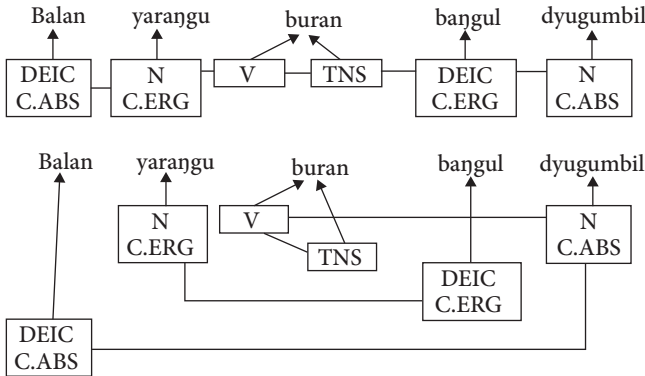 Balan yaraŋgu buran baŋgul dyugumbil
DEIC N V TNS DEIC N
C.ABS C.ERG C.ERG C.ABS
Balan yaraŋgu buran baŋgul dyugumbil
N V N
C.ERG C.ABS
TNS
DEIC
C.ERG
DEIC
C.ABS